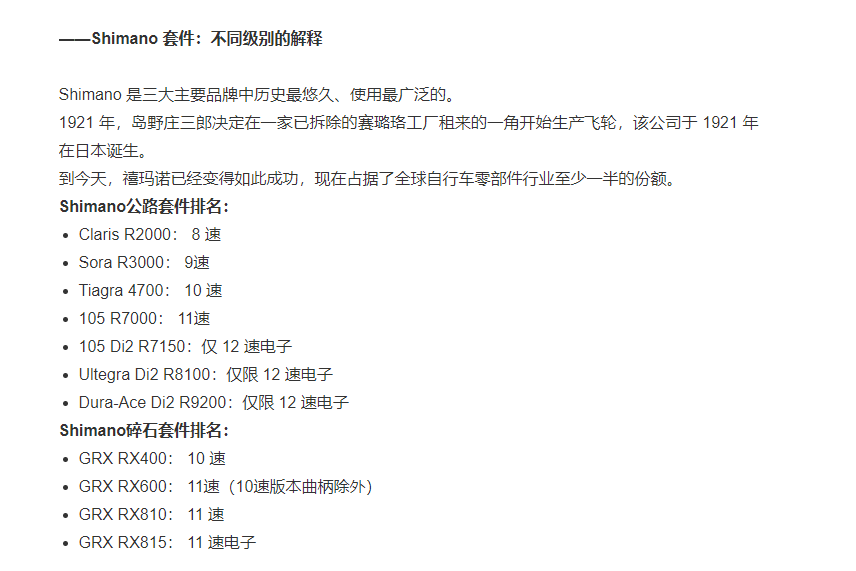 ——Shimano 套件：不同级别的解释
Shimano 是三大主要品牌中历史最悠久、使用最广泛的。
1921 年，岛野庄三郎决定在一家已拆除的赛璐珞工厂租来的一角开始生产飞轮，该公司于 1921 年
在日本诞生。
到今天，禧玛诺已经变得如此成功，现在占据了全球自行车零部件行业至少一半的份额。
Shimano公路套件排名：
• Claris R2000： 8 速
• Sora R3000： 9速
• Tiagra 4700： 10 速
• 105 R7000： 11速
• 105 Di2 R7150：仅 12 速电子
• Ultegra Di2 R8100：仅限 12 速电子
• Dura-Ace Di2 R9200：仅限 12 速电子
Shimano碎石套件排名：
• GRX RX400： 10 速
• GRX RX600： 11速（10速版本曲柄除外）
• GRX RX810： 11 速
• GRX RX815： 11 速电子